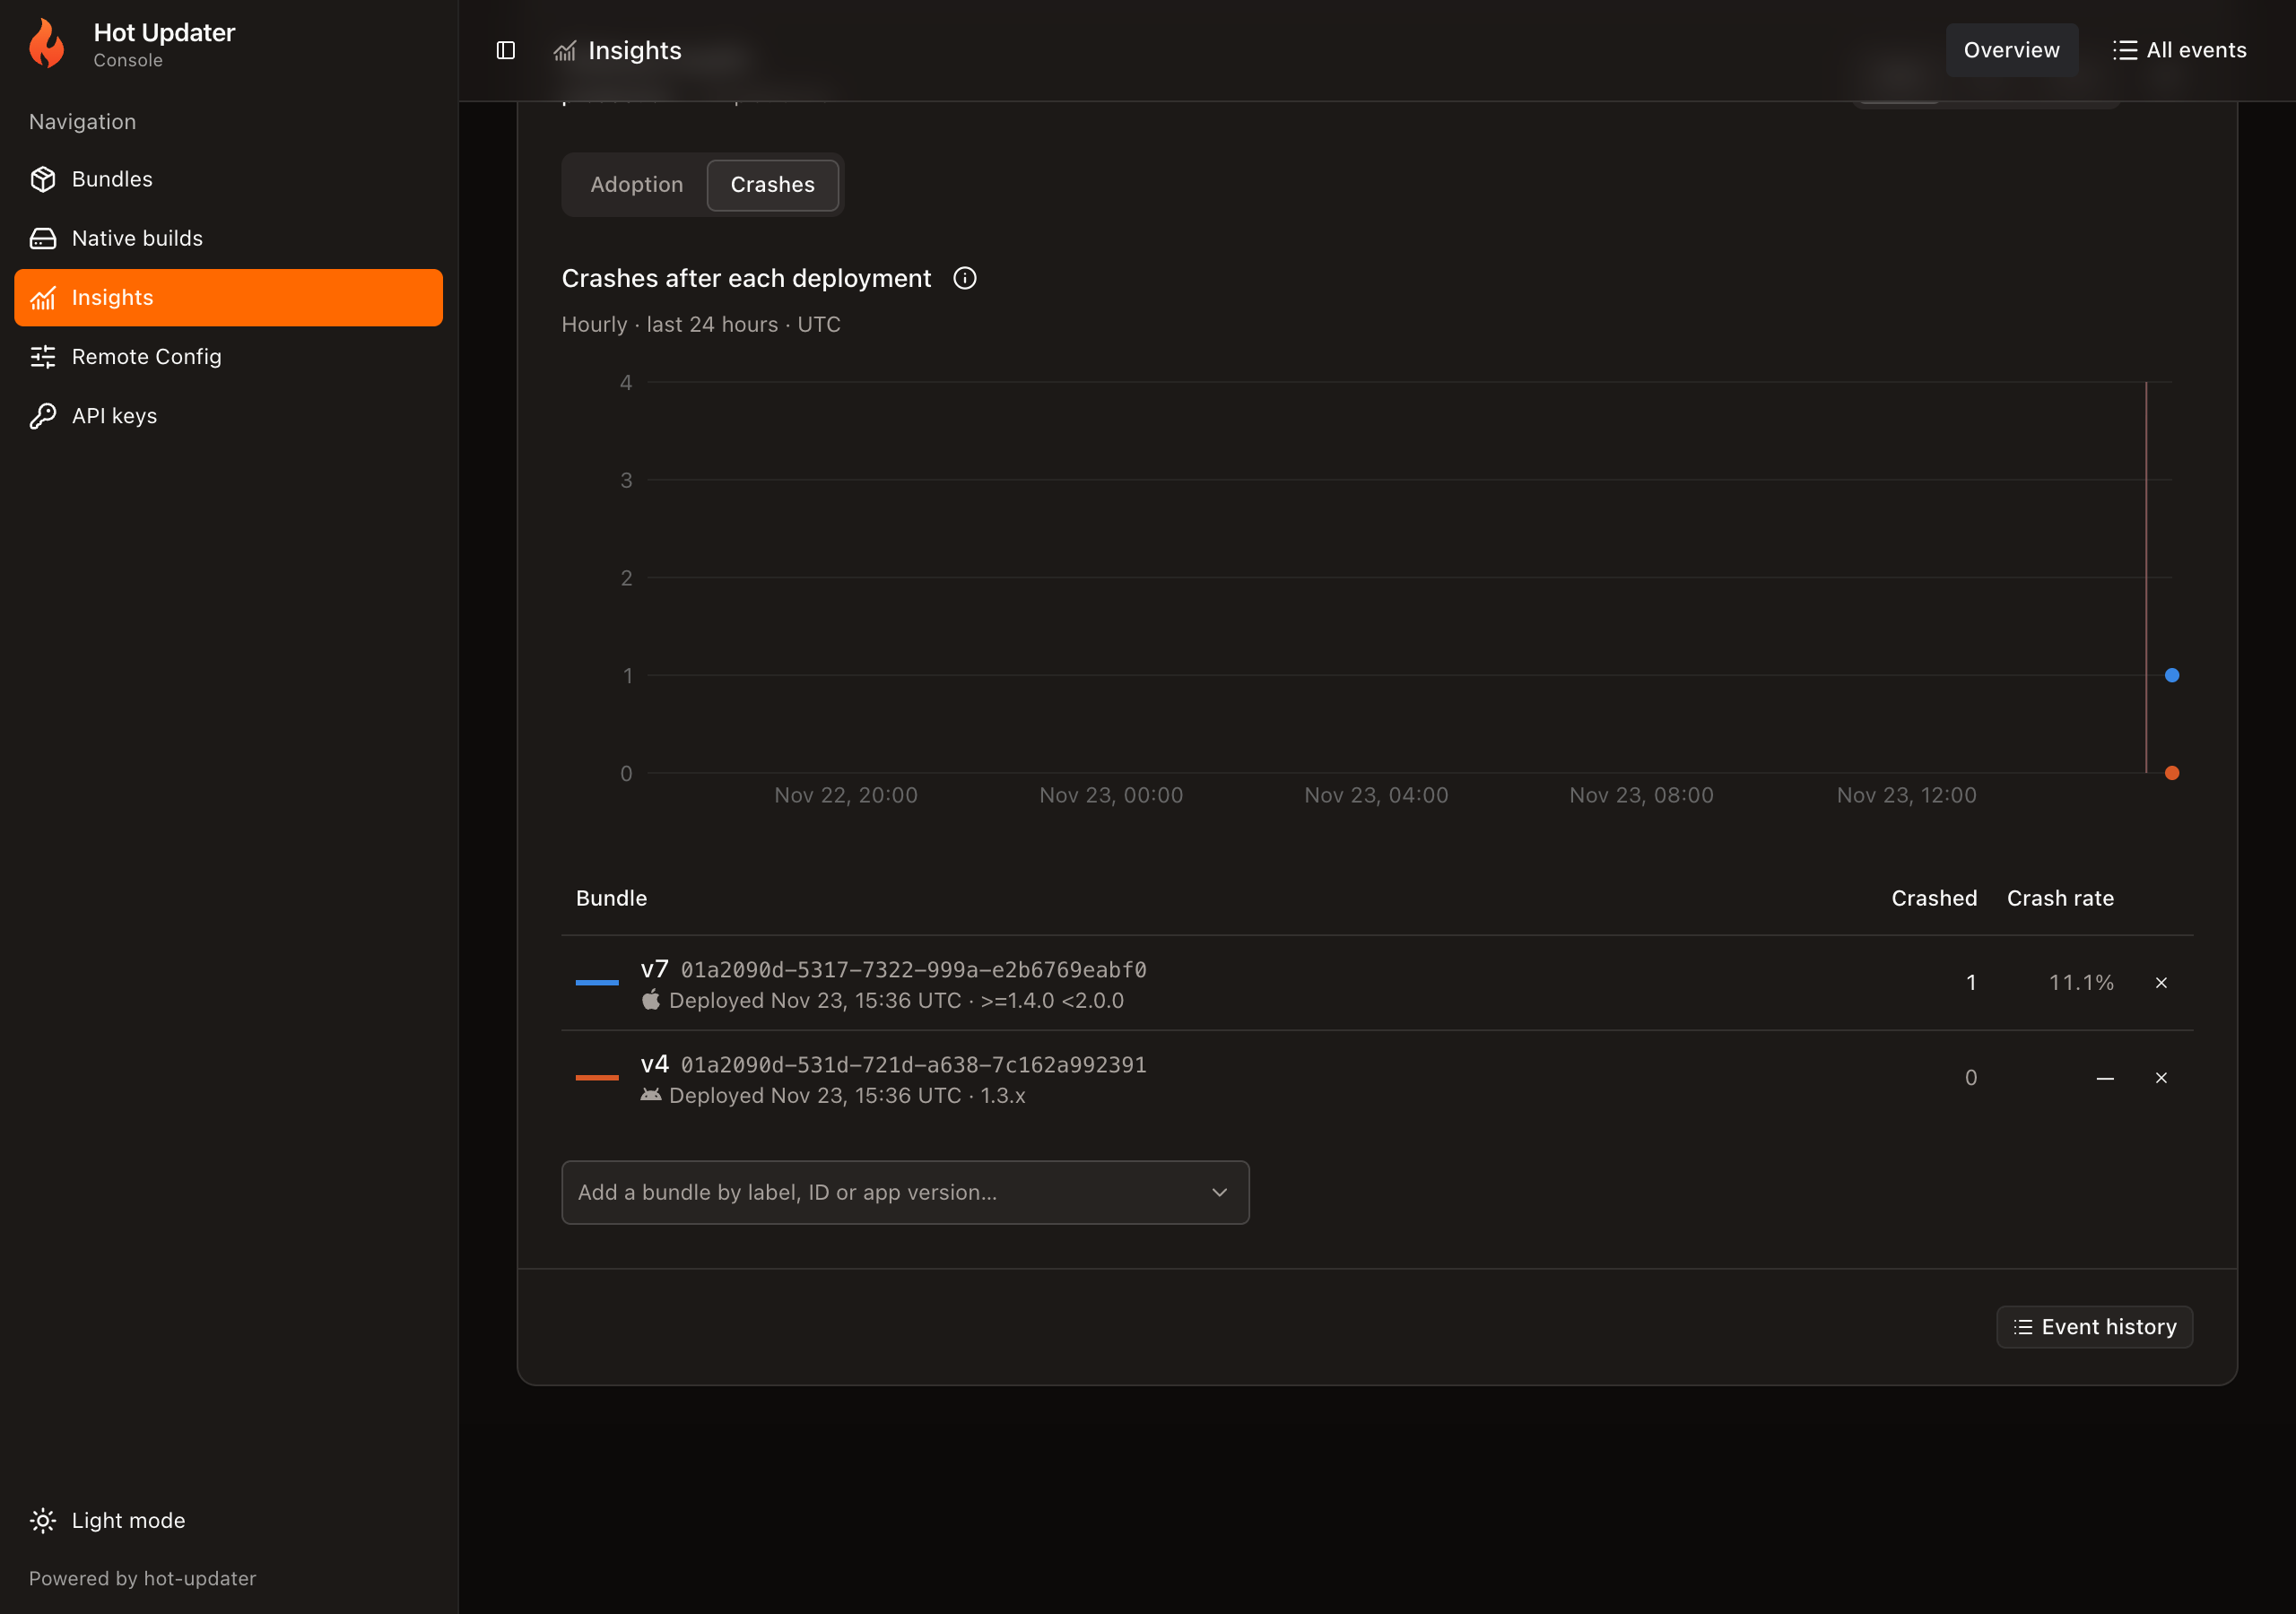 Hot Updater
Console
Navigation
Bundles
Native builds
Insights
Remote Config
API keys
Light mode
Powered by hot-updater
Insights
Overview
All events
Adoption
Crashes
Crashes after each deployment
Hourly · last 24 hours · UTC
4
3
2
1
0
Nov 22, 20:00
Nov 23, 00:00
Nov 23, 04:00
Nov 23, 08:00
Nov 23, 12:00
Bundle
Crashed
Crash rate
v7 01a2090d-5317-7322-999a-e2b6769eabf0
Deployed Nov 23, 15:36 UTC · >=1.4.0 <2.0.0
1
11.1%
v4 01a2090d-531d-721d-a638-7c162a992391
Deployed Nov 23, 15:36 UTC · 1.3.x
0
—
Add a bundle by label, ID or app version...
Event history